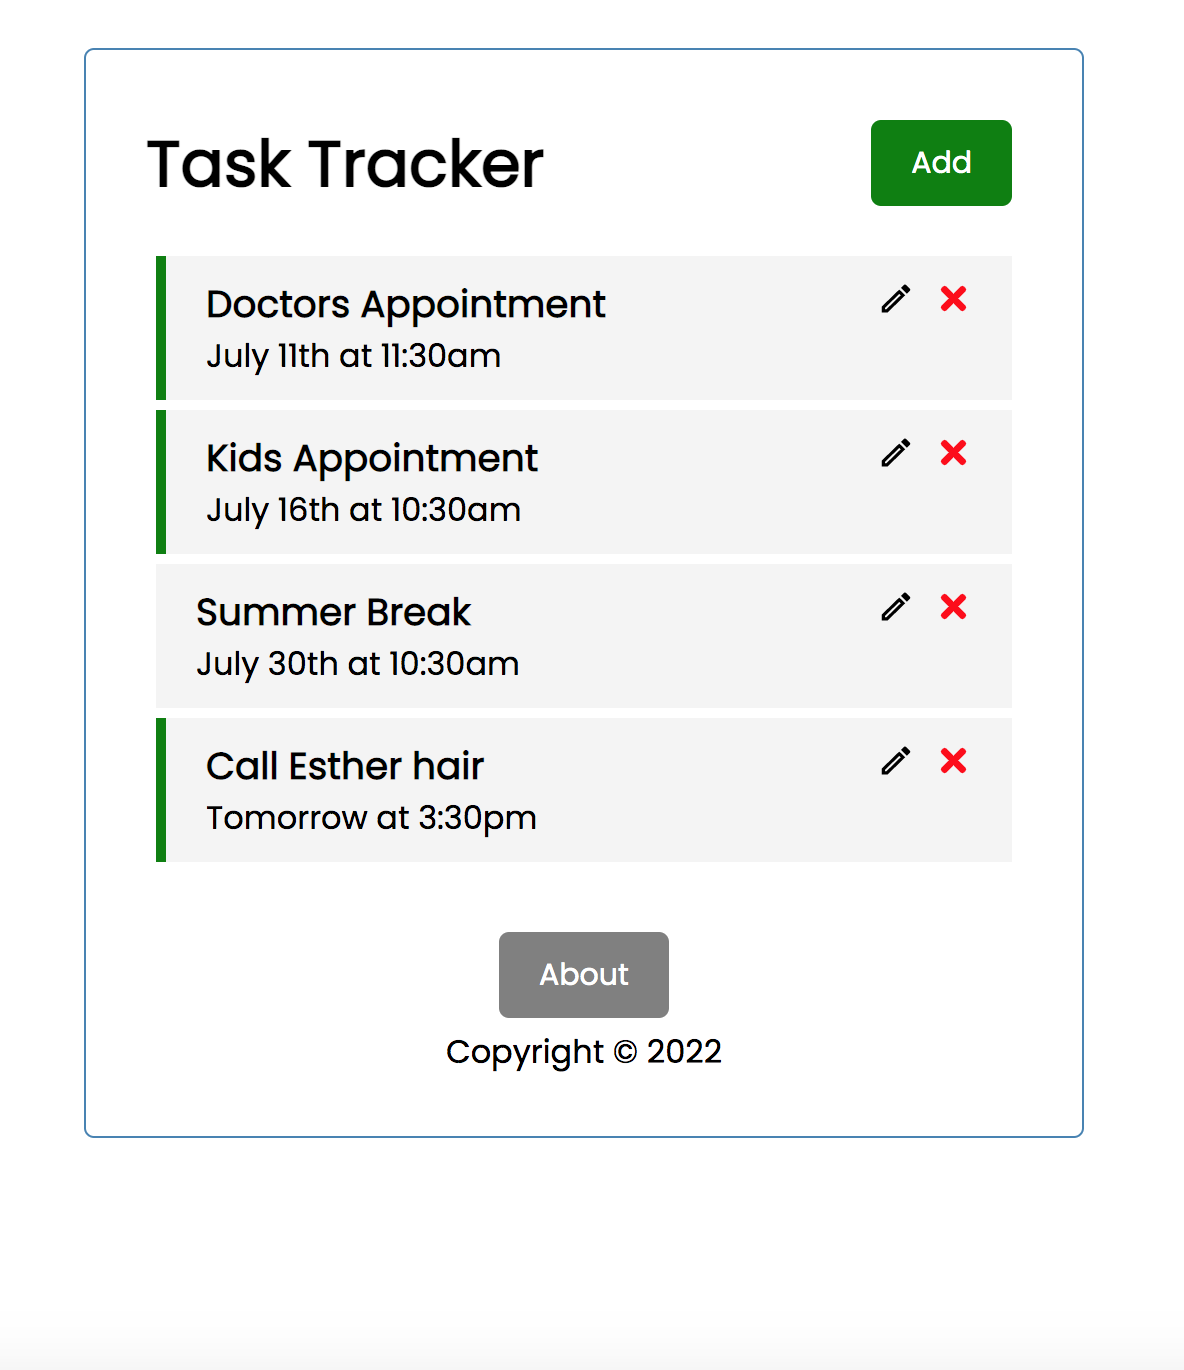 Task Tracker
Add
Doctors Appointment
July 11th at 11:30am
Kids Appointment
July 16th at 10:30am
Summer Break
July 30th at 10:30am
Call Esther hair
Tomorrow at 3:30pm
About
Copyright © 2022